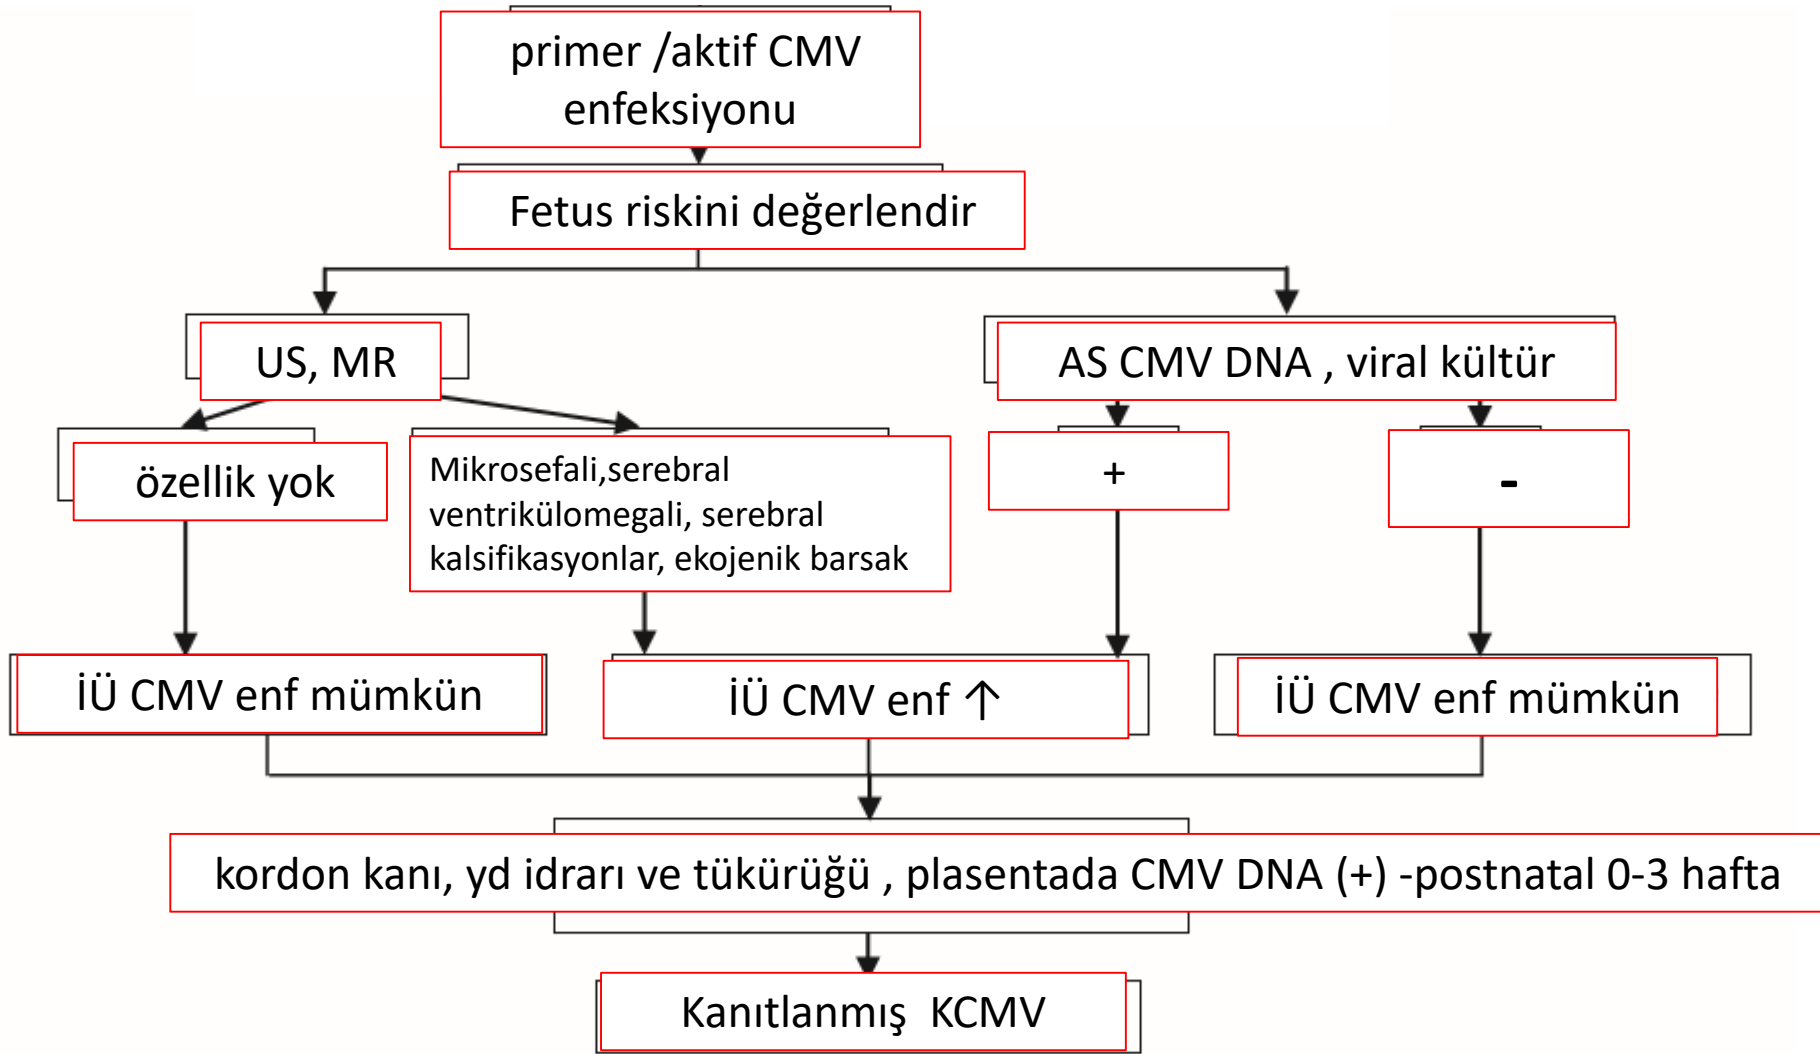 primer /aktif CMV
enfeksiyonu
Fetus riskini değerlendir
US, MR
AS CMV DNA , viral kültür
özellik yok
Mikrosefali,serebral
ventrikülomegali, serebral
kalsifikasyonlar, ekojenik barsak
+
-
İÜ CMV enf mümkün
İÜ CMV enf ↑
İÜ CMV enf mümkün
kordon kanı, yd idrarı ve tükürüğü , plasentada CMV DNA (+) -postnatal 0-3 hafta
Kanıtlanmış KCMV